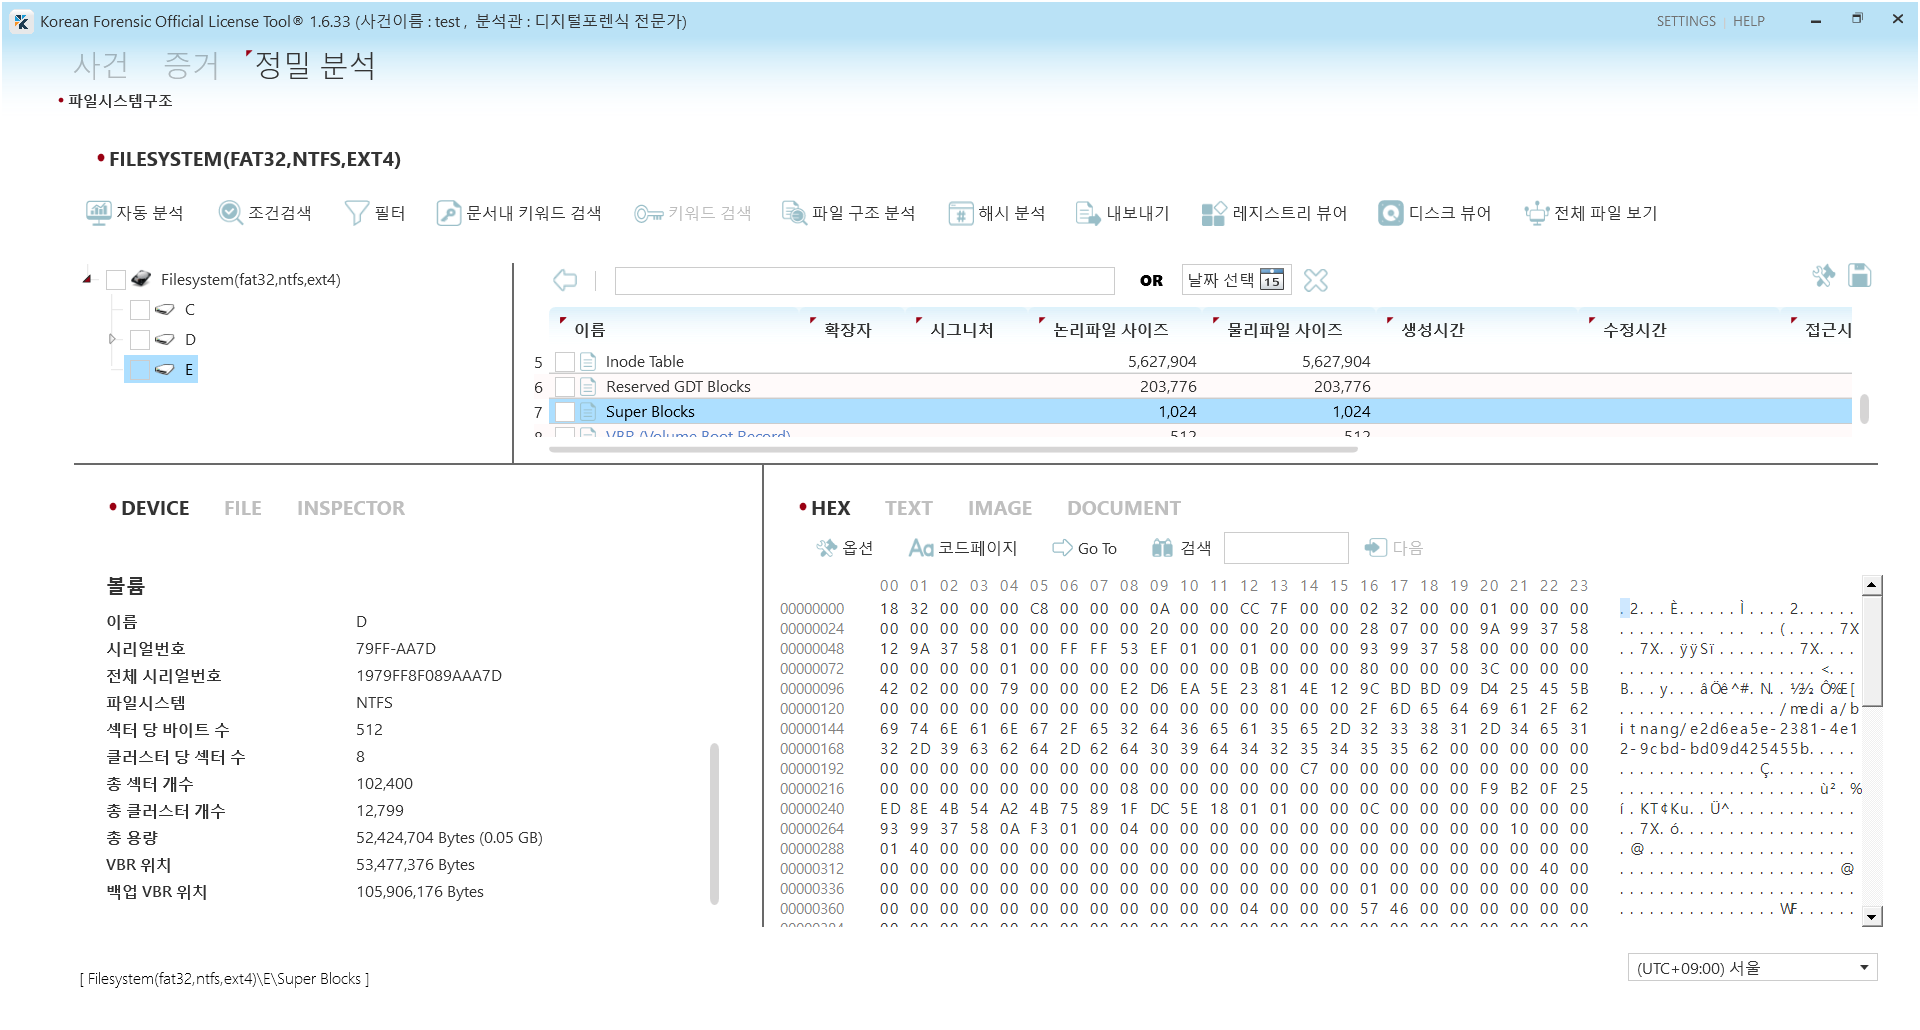 Korean Forensic Official License Tool® 1.6.33 (사건이름 : test , 분석관 : 디지털포렌식 전문가)
SETTINGS | HELP
사건 증거 정밀 분석
• 파일시스템구조
• FILESYSTEM(FAT32,NTFS,EXT4)
자동 분석 조건검색 필터 문서내 키워드 검색 키워드 검색 파일 구조 분석 해시 분석 내보내기 레지스트리 뷰어 디스크 뷰어 전체 파일 보기
Filesystem(fat32,ntfs,ext4)
C
D
E
OR 날짜 선택 15
이름 확장자 시그니처 논리파일 사이즈 물리파일 사이즈 생성시간 수정시간 접근시
5 Inode Table 5,627,904 5,627,904
6 Reserved GDT Blocks 203,776 203,776
7 Super Blocks 1,024 1,024
8 VBR (Volume Boot Record) 512 512
• DEVICE FILE INSPECTOR
볼륨
이름 D
시리얼번호 79FF-AA7D
전체 시리얼번호 1979FF8F089AAA7D
파일시스템 NTFS
섹터 당 바이트 수 512
클러스터 당 섹터 수 8
총 섹터 개수 102,400
총 클러스터 개수 12,799
총 용량 52,424,704 Bytes (0.05 GB)
VBR 위치 53,477,376 Bytes
백업 VBR 위치 105,906,176 Bytes
• HEX TEXT IMAGE DOCUMENT
옵션 Aa 코드페이지 Go To 검색 다음
00 01 02 03 04 05 06 07 08 09 10 11 12 13 14 15 16 17 18 19 20 21 22 23
00000000 18 32 00 00 00 C8 00 00 00 0A 00 00 CC 7F 00 00 02 32 00 00 01 00 00 00 .2...È......Ì....2......
00000024 00 00 00 00 00 00 00 00 00 20 00 00 00 20 00 00 28 07 00 00 9A 99 37 58 ......... ... ..(.....7X
00000048 12 9A 37 58 01 00 FF FF 53 EF 01 00 01 00 00 00 93 99 37 58 00 00 00 00 ..7X..ÿÿSï........7X....
00000072 00 00 00 00 01 00 00 00 00 00 00 00 0B 00 00 00 80 00 00 00 3C 00 00 00 ....................<...
00000096 42 02 00 00 79 00 00 00 E2 D6 EA 5E 23 81 4E 12 9C BD BD 09 D4 25 45 5B B...y...âÖê^#.N..½½.Ô%E[
00000120 00 00 00 00 00 00 00 00 00 00 00 00 00 00 00 00 2F 6D 65 64 69 61 2F 62 ................/media/b
00000144 69 74 6E 61 6E 67 2F 65 32 64 36 65 61 35 65 2D 32 33 38 31 2D 34 65 31 itnang/e2d6ea5e-2381-4e1
00000168 32 2D 39 63 62 64 2D 62 64 30 39 64 34 32 35 34 35 35 62 00 00 00 00 00 2-9cbd-bd09d425455b.....
00000192 00 00 00 00 00 00 00 00 00 00 00 00 00 00 C7 00 00 00 00 00 00 00 00 00 ..............Ç.........
00000216 00 00 00 00 00 00 00 00 08 00 00 00 00 00 00 00 00 00 00 00 F9 B2 0F 25 ....................ù².%
00000240 ED 8E 4B 54 A2 4B 75 89 1F DC 5E 18 01 01 00 00 0C 00 00 00 00 00 00 00 í.KT¢Ku..Ü^.............
00000264 93 99 37 58 0A F3 01 00 04 00 00 00 00 00 00 00 00 00 00 00 00 10 00 00 ..7X.ó..................
00000288 01 40 00 00 00 00 00 00 00 00 00 00 00 00 00 00 00 00 00 00 00 00 00 00 .@......................
00000312 00 00 00 00 00 00 00 00 00 00 00 00 00 00 00 00 00 00 00 00 00 00 40 00 ......................@
00000336 00 00 00 00 00 00 00 00 00 00 00 00 00 00 00 00 01 00 00 00 00 00 00 00 ........................
00000360 00 00 00 00 00 00 00 00 00 00 00 00 04 00 00 00 57 46 00 00 00 00 00 00 ................WF......
[ Filesystem(fat32,ntfs,ext4)\E\Super Blocks ]
(UTC+09:00) 서울